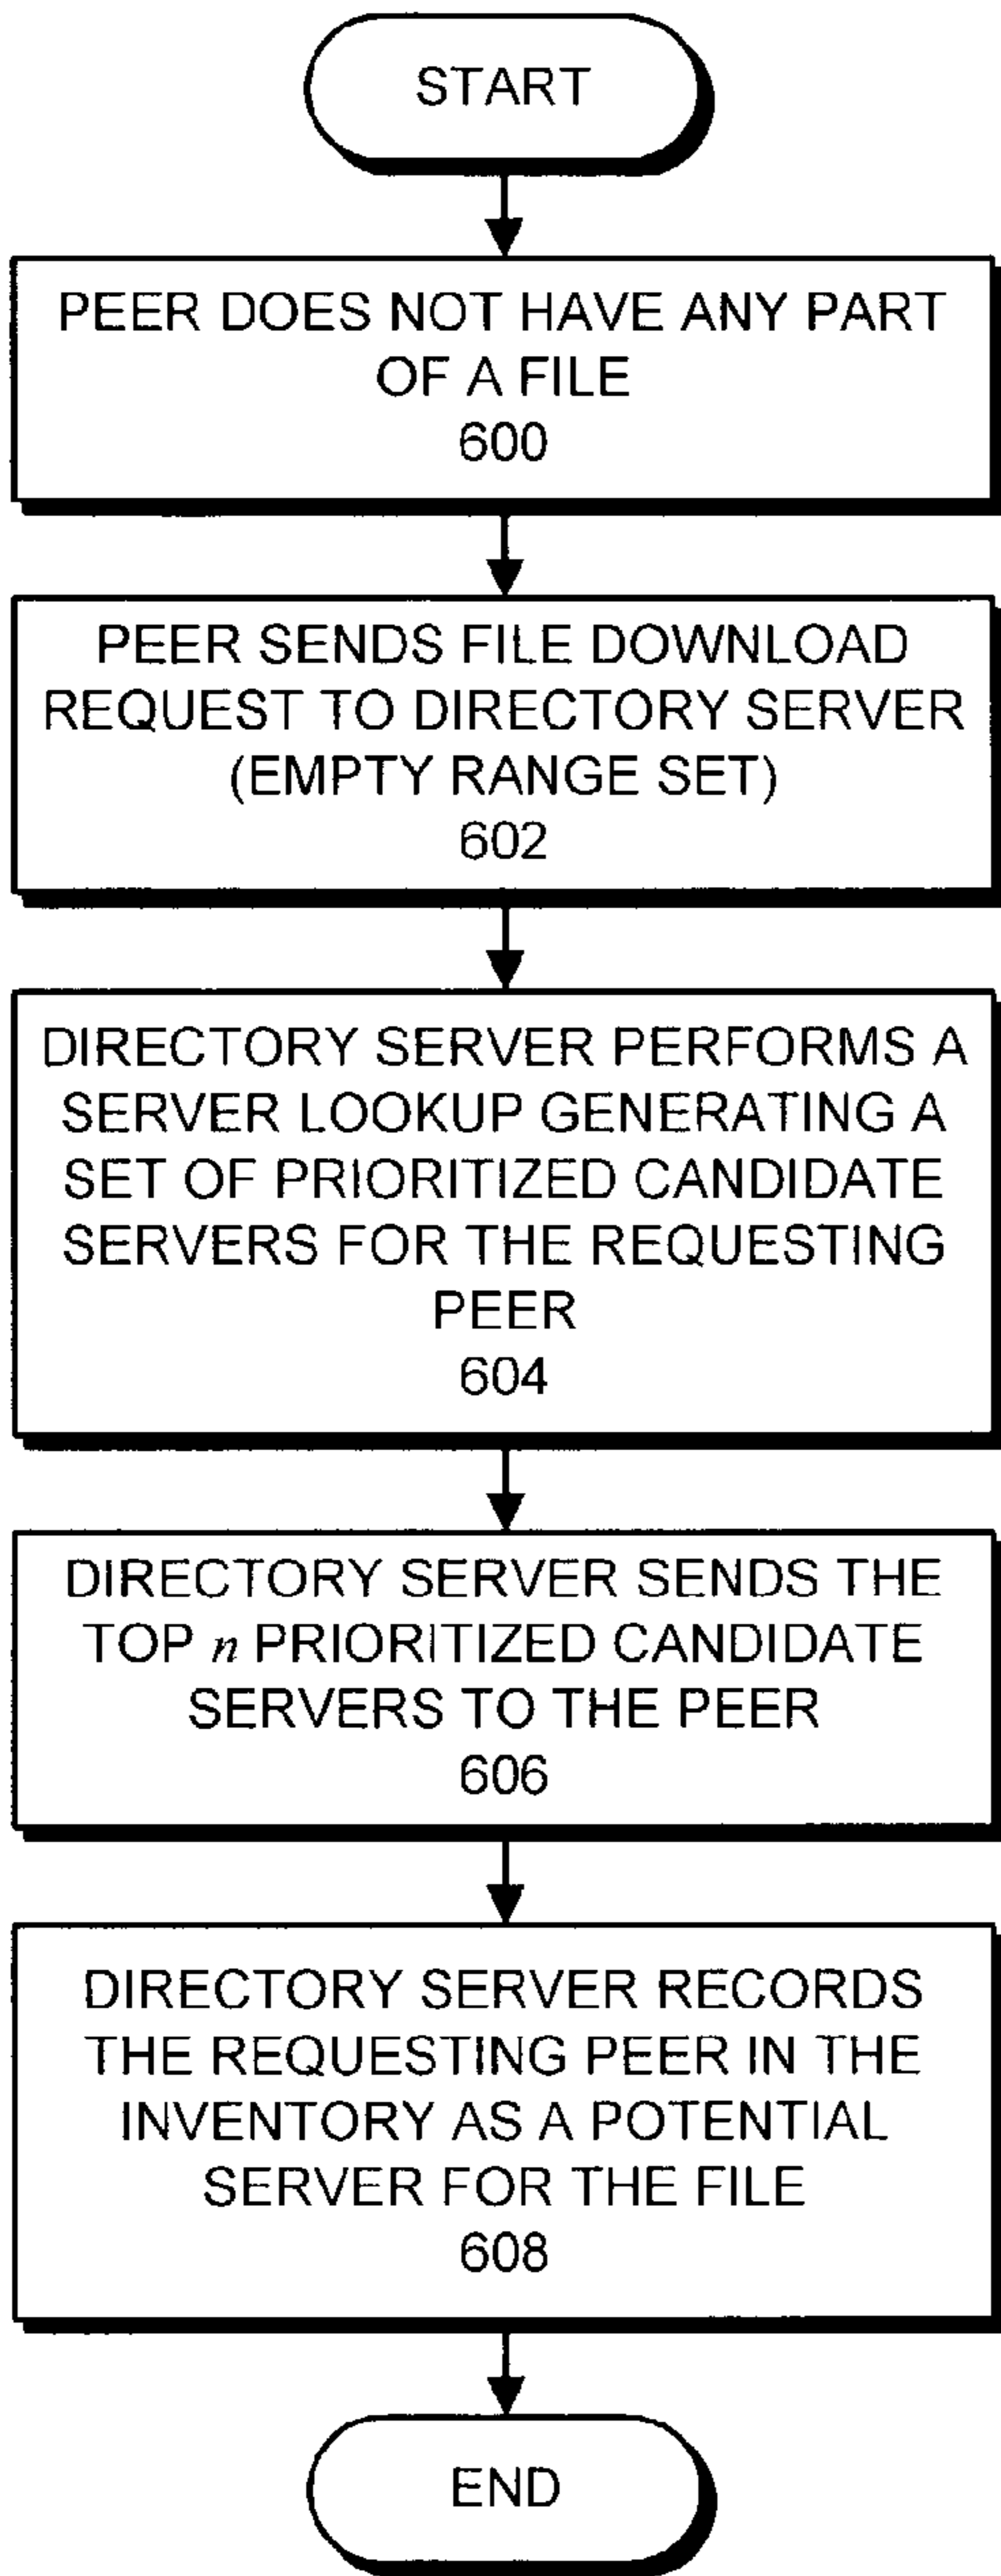 START
PEER DOES NOT HAVE ANY PART
OF A FILE
600
PEER SENDS FILE DOWNLOAD
REQUEST TO DIRECTORY SERVER
(EMPTY RANGE SET)
602
DIRECTORY SERVER PERFORMS A
SERVER LOOKUP GENERATING A
SET OF PRIORITIZED CANDIDATE
SERVERS FOR THE REQUESTING
PEER
604
DIRECTORY SERVER SENDS THE
TOP n PRIORITIZED CANDIDATE
SERVERS TO THE PEER
606
DIRECTORY SERVER RECORDS
THE REQUESTING PEER IN THE
INVENTORY AS A POTENTIAL
SERVER FOR THE FILE
608
END